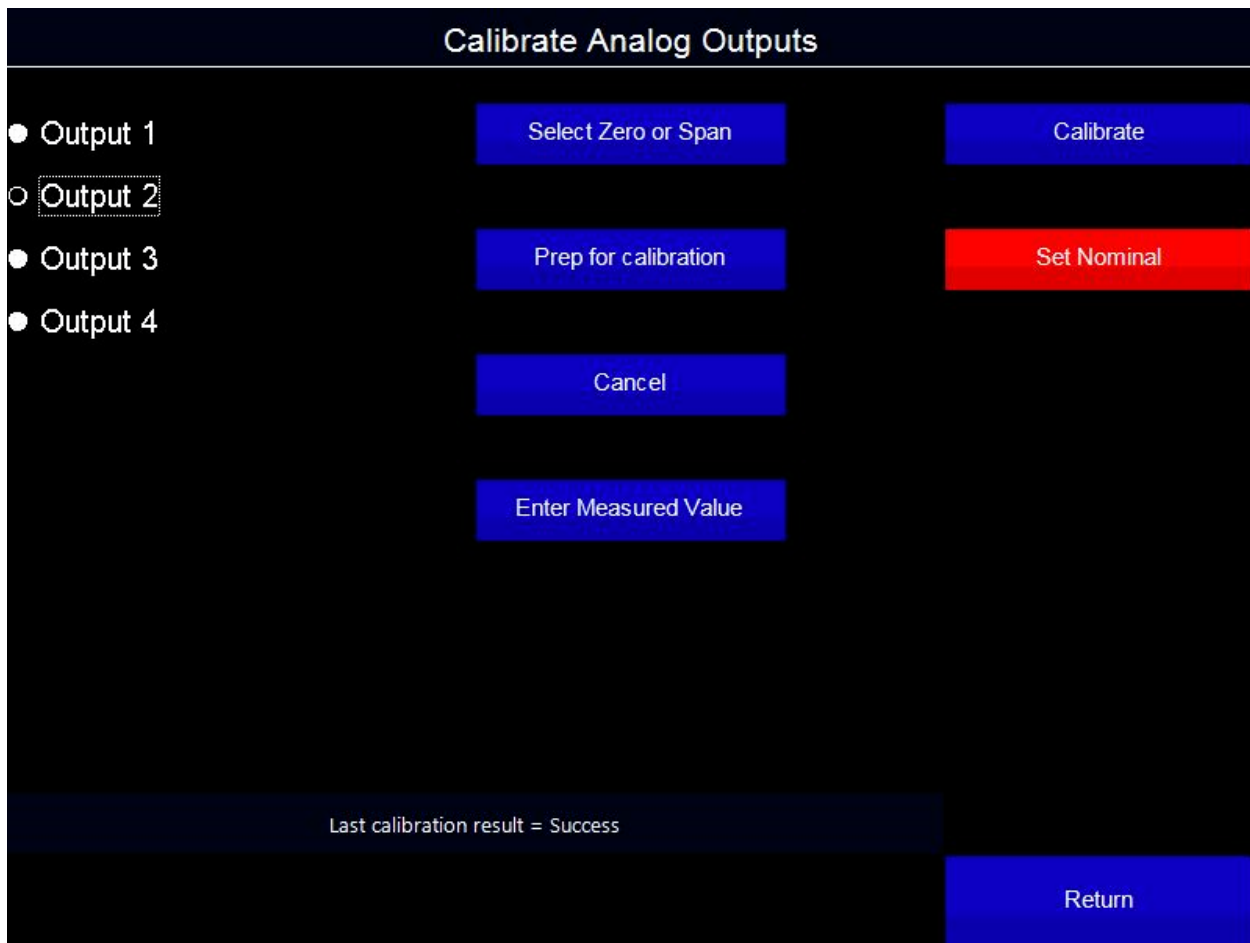 Calibrate Analog Outputs
Output 1
Select Zero or Span
Calibrate
Output 2
Output 3
Prep for calibration
Set Nominal
Output 4
Cancel
Enter Measured Value
Last calibration result = Success
Return